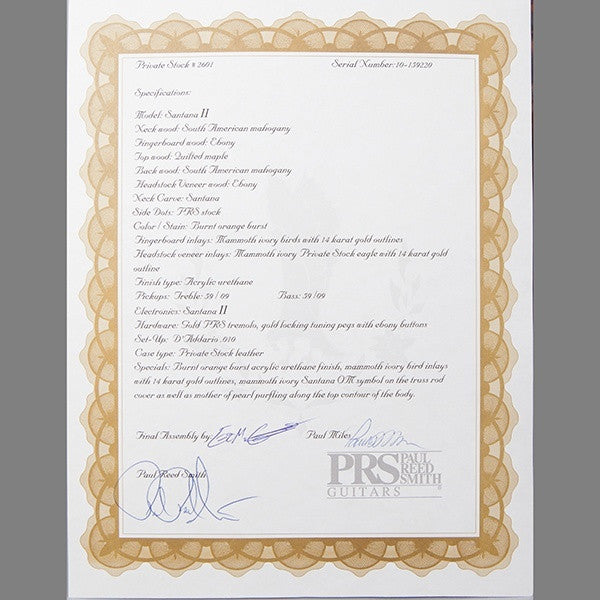 Private Stock # 2601 Serial Number: 10-159220
Specifications:
Model: Santana II
Neck wood: South American mahogany
Fingerboard wood: Ebony
Top wood: Quilted maple
Back wood: South American mahogany
Headstock Veneer wood: Ebony
Neck Carve: Santana
Side Dots: PRS stock
Color / Stain: Burnt orange burst
Fingerboard inlays: Mammoth ivory birds with 14 karat gold outlines
Headstock veneer inlays: Mammoth ivory Private Stock eagle with 14 karat gold
outline
Finish type: Acrylic urethane
Pickups: Treble: 59 / 09 Bass: 59 / 09
Electronics: Santana II
Hardware: Gold PRS tremolo, gold locking tuning pegs with ebony buttons
Set-Up: D'Addario .010
Case type: Private Stock leather
Specials: Burnt orange burst acrylic urethane finish, mammoth ivory bird inlays
with 14 karat gold outlines, mammoth ivory Santana OM symbol on the truss rod
cover as well as mother of pearl purfling along the top contour of the body.
Final Assembly by: Paul Miles
Paul Reed Smith
PRS PAUL REED SMITH
GUITARS